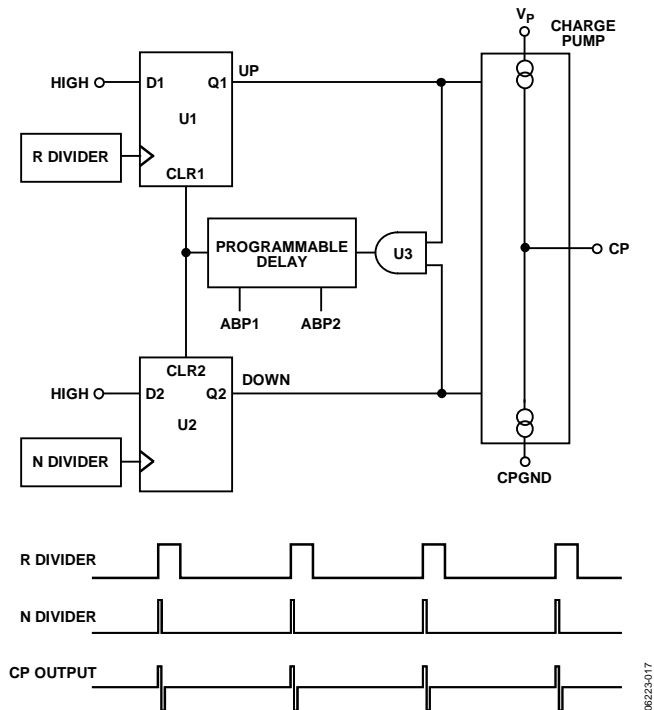 VP
CHARGE
PUMP
HIGH
D1
Q1
UP
U1
R DIVIDER
CLR1
PROGRAMMABLE
DELAY
U3
CP
ABP1
ABP2
CLR2
HIGH
D2
Q2
DOWN
U2
N DIVIDER
CPGND
R DIVIDER
N DIVIDER
CP OUTPUT
06223-017